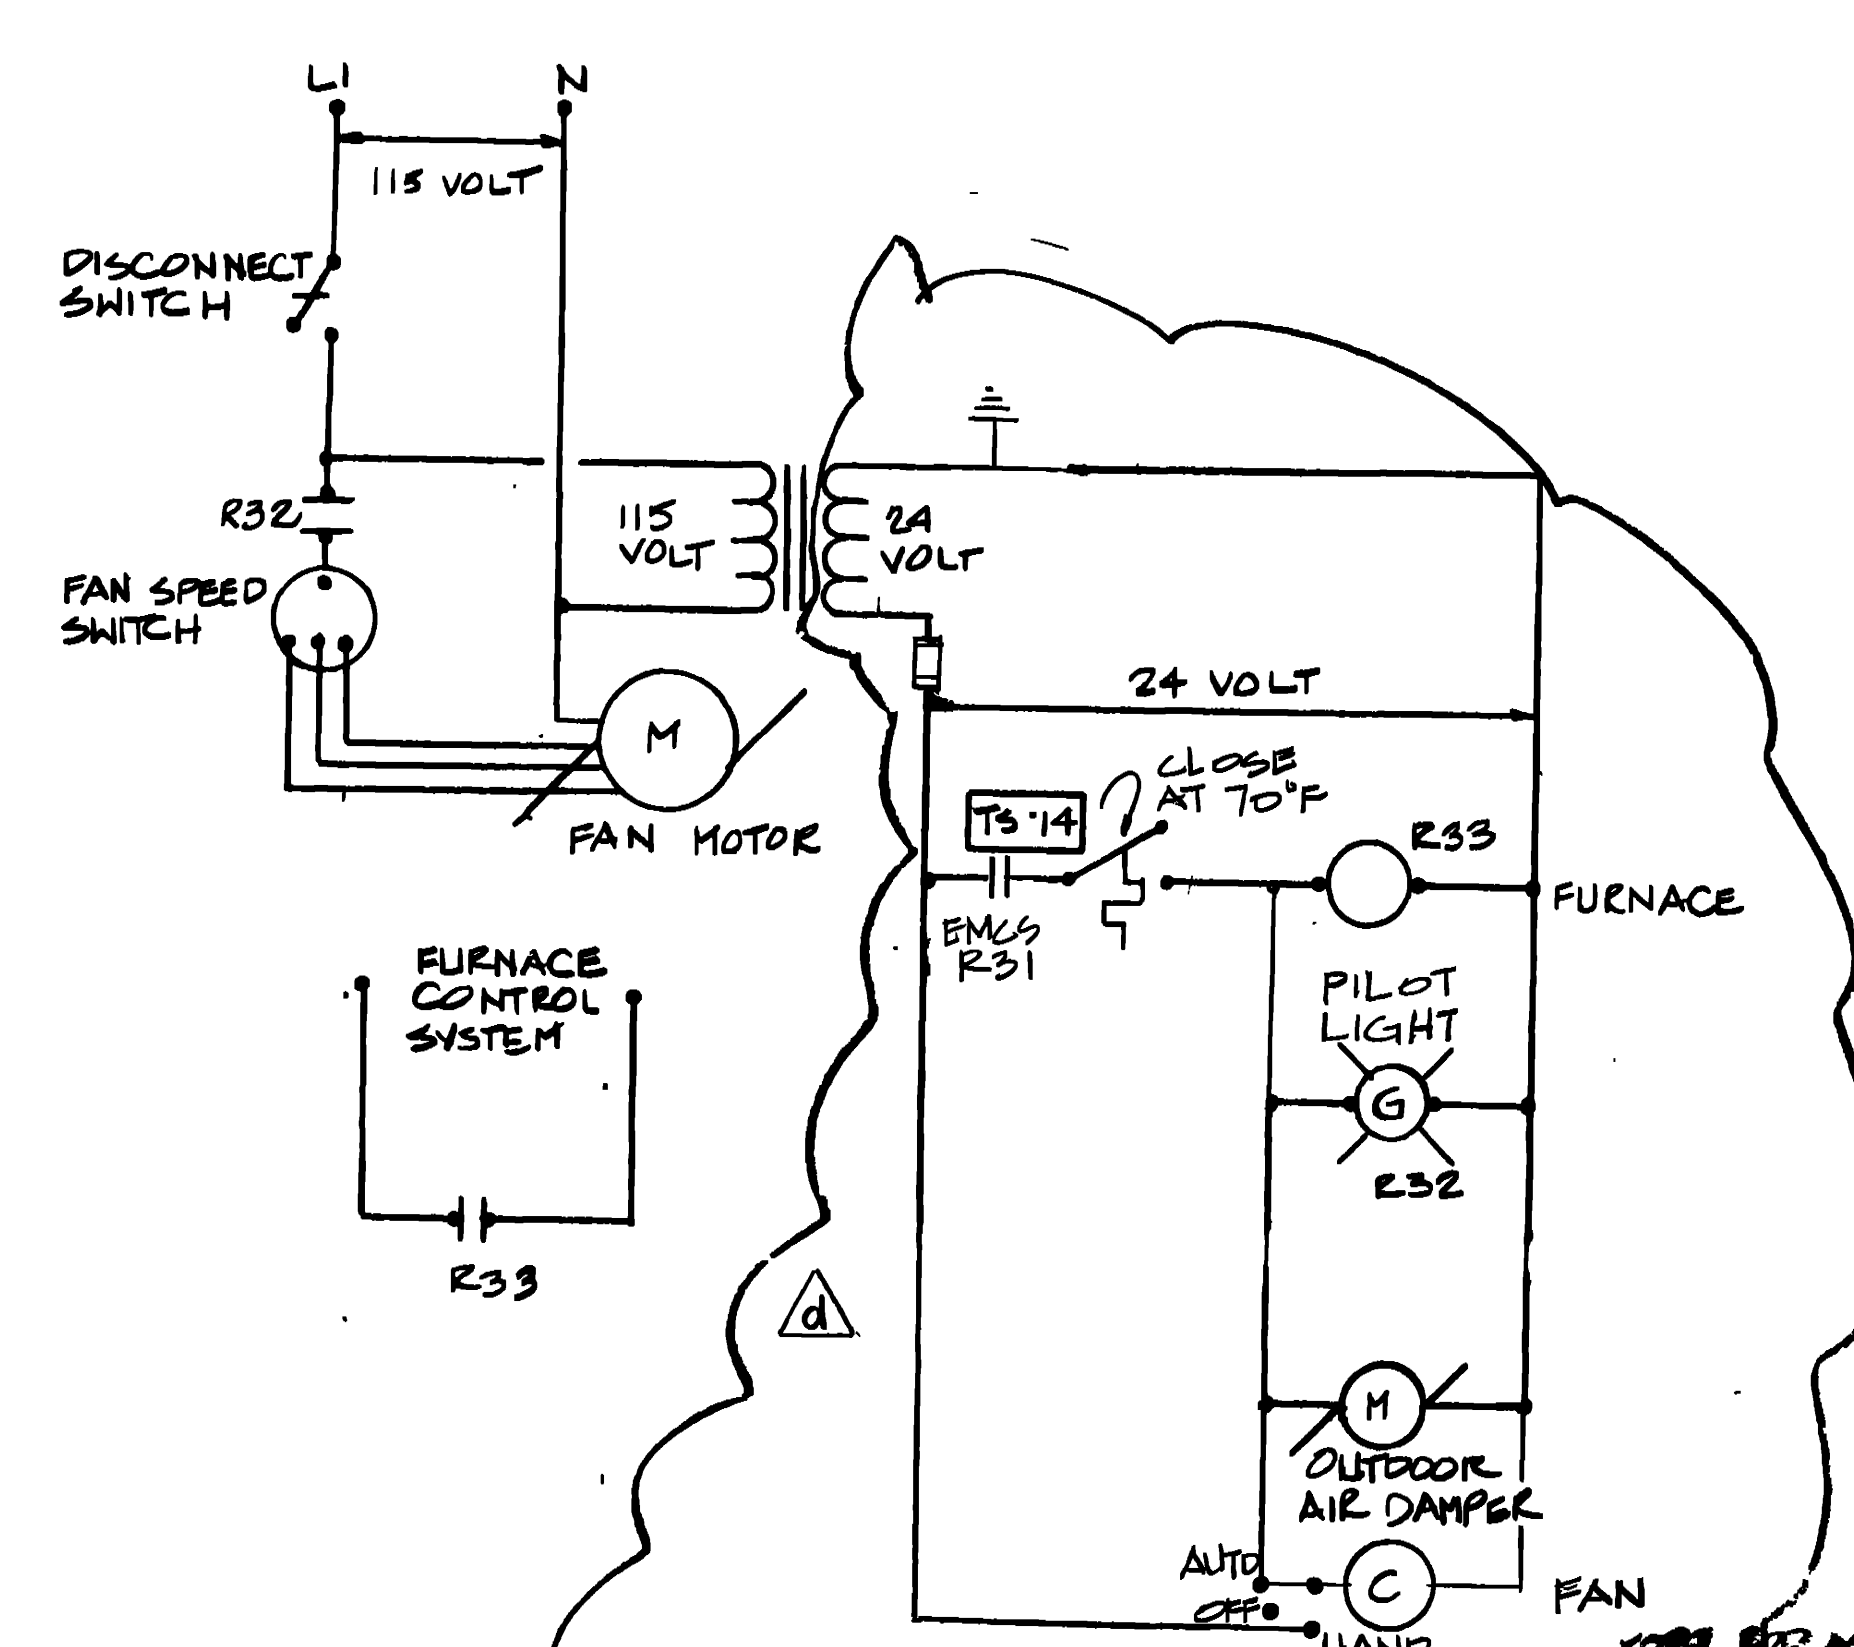 L1
N
115 VOLT
DISCONNECT
SWITCH
R32
115
VOLT
24
VOLT
FAN SPEED
SWITCH
24 VOLT
M
FAN MOTOR
CLOSE
AT 70°F
TS-14
R33
FURNACE
EMCS
R31
FURNACE
CONTROL
SYSTEM
PILOT
LIGHT
G
R32
R33
d
M
OUTDOOR
AIR DAMPER
AUTO
C
FAN
OFF
HAND